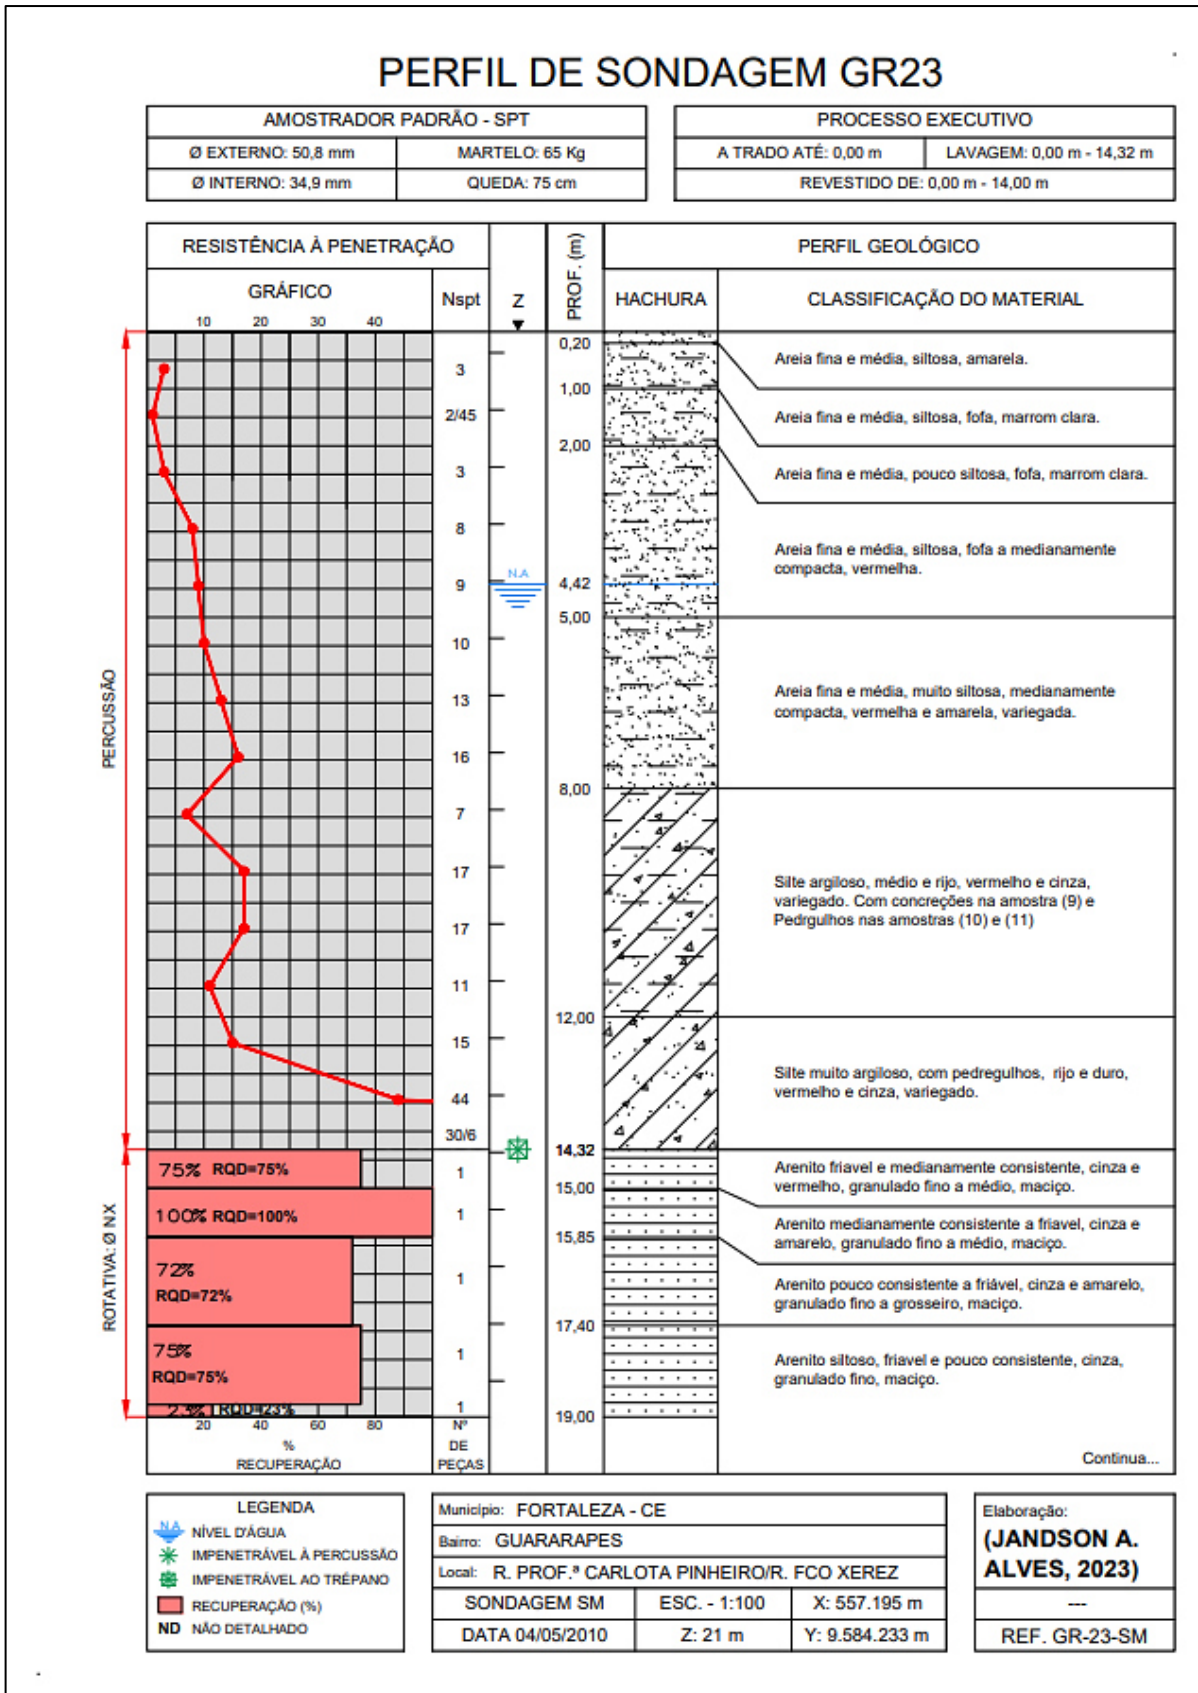 PERFIL DE SONDAGEM GR23
AMOSTRADOR PADRÃO - SPT
Ø EXTERNO: 50,8 mm
MARTELO: 65 Kg
Ø INTERNO: 34,9 mm
QUEDA: 75 cm
PROCESSO EXECUTIVO
A TRADO ATÉ: 0,00 m
LAVAGEM: 0,00 m - 14,32 m
REVESTIDO DE: 0,00 m - 14,00 m
RESISTÊNCIA À PENETRAÇÃO
GRÁFICO
10 20 30 40
Nspt
Z
PROF. (m)
PERFIL GEOLÓGICO
HACHURA
CLASSIFICAÇÃO DO MATERIAL
PERCUSSÃO
3
2/45
3
8
9
10
13
16
7
17
17
11
15
44
30/6
N.A
0,20
1,00
2,00
4,42
5,00
8,00
12,00
14,32
15,00
15,85
17,40
19,00
Areia fina e média, siltosa, amarela.
Areia fina e média, siltosa, fofa, marrom clara.
Areia fina e média, pouco siltosa, fofa, marrom clara.
Areia fina e média, siltosa, fofa a medianamente
compacta, vermelha.
Areia fina e média, muito siltosa, medianamente
compacta, vermelha e amarela, variegada.
Silte argiloso, médio e rijo, vermelho e cinza,
variegado. Com concreções na amostra (9) e
Pedrgulhos nas amostras (10) e (11)
Silte muito argiloso, com pedregulhos, rijo e duro,
vermelho e cinza, variegado.
Arenito friavel e medianamente consistente, cinza e
vermelho, granulado fino a médio, maciço.
Arenito medianamente consistente a friavel, cinza e
amarelo, granulado fino a médio, maciço.
Arenito pouco consistente a friável, cinza e amarelo,
granulado fino a grosseiro, maciço.
Arenito siltoso, friavel e pouco consistente, cinza,
granulado fino, maciço.
ROTATIVA: Ø NX
75% RQD=75%
1
100% RQD=100%
1
72%
RQD=72%
1
75%
RQD=75%
1
23% RQD=23%
1
20 40 60 80
%
RECUPERAÇÃO
Nº
DE
PEÇAS
Continua...
LEGENDA
N.A NÍVEL D'ÁGUA
IMPENETRÁVEL À PERCUSSÃO
IMPENETRÁVEL AO TRÉPANO
RECUPERAÇÃO (%)
ND NÃO DETALHADO
Município: FORTALEZA - CE
Bairro: GUARARAPES
Local: R. PROF.ª CARLOTA PINHEIRO/R. FCO XEREZ
SONDAGEM SM
ESC. - 1:100
X: 557.195 m
DATA 04/05/2010
Z: 21 m
Y: 9.584.233 m
Elaboração:
(JANDSON A.
ALVES, 2023)
---
REF. GR-23-SM